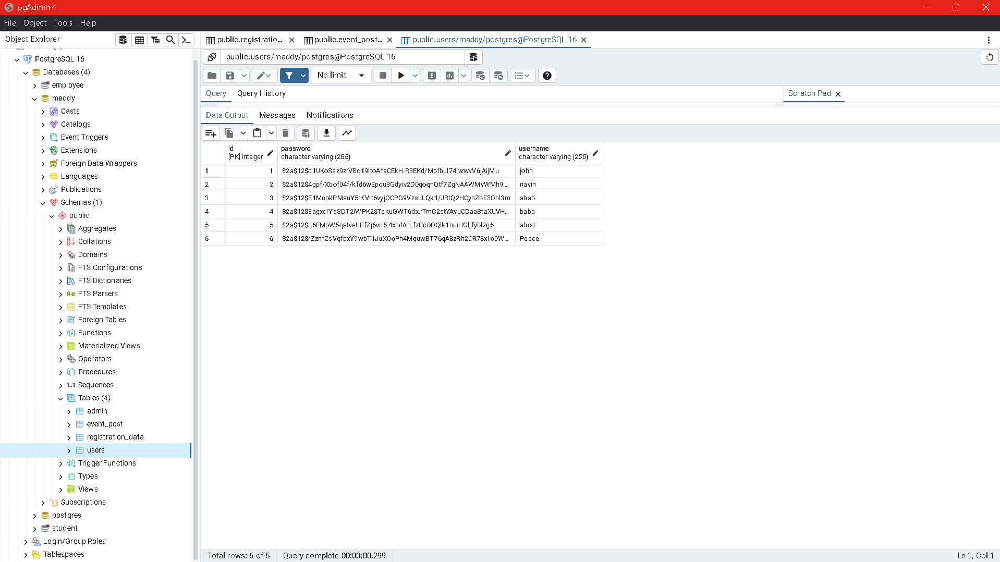 pgAdmin 4
File Object Tools Help
Object Explorer
PostgreSQL 16
Databases (4)
employee
maddy
Casts
Catalogs
Event Triggers
Extensions
Foreign Data Wrappers
Languages
Publications
Schemas (1)
public
Aggregates
Collations
Domains
FTS Configurations
FTS Dictionaries
Aa FTS Parsers
FTS Templates
Foreign Tables
Functions
Materialized Views
Operators
Procedures
1..3 Sequences
Tables (4)
admin
event_post
registration_data
users
Trigger Functions
Types
Views
Subscriptions
postgres
student
Login/Group Roles
Tablespaces
public.registratio... public.event_post... public.users/maddy/postgres@PostgreSQL 16
public.users/maddy/postgres@PostgreSQL 16
No limit E
Query Query History Scratch Pad
Data Output Messages Notifications
id password username
[PK] integer character varying (255) character varying (255)
1 1 $2a$12$d1UKoSsz9zrVBc19ItoAfeCEkH.R3EKd/Mpfbul74IwwvV6jAijMu john
2 2 $2a$12$4gpf/Xbof04f/kfd6wEpqu3Gdyiv2D0qoqnQtf7ZgNAAWMyWMh9... navin
3 3 $2a$12$E1MopkPMauY5rKVIt6vyjOCPG9VzsLLQk1/JRtQ2HCynZbE3Onl3m abab
4 4 $2a$12$3agxcIYsSDT2iWPK28TakuGWT6dx.rTmC2stYAyuCDaaBtaXUVH... baba
5 5 $2a$12$J6FMpW5qetveUFfZj6vn5.4xhdArLfzCc0OQlk1nuiHGljfybl2g6 abcd
6 6 $2a$12$rZznfZsVqfbxY9wbT1JuXOoPh4MquwBT76qA8zRh2CR78xl.o0W... Peace
Total rows: 6 of 6 Query complete 00:00:00.299 Ln 1, Col 1